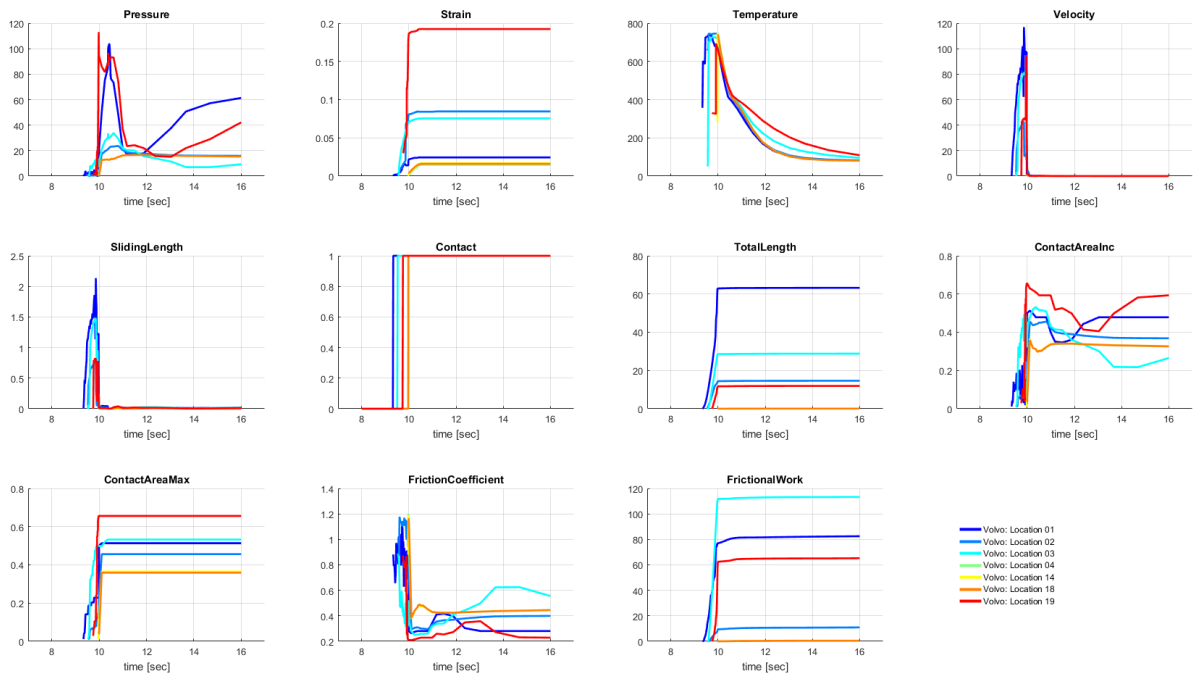 Pressure
120
100
80
60
40
20
0
8 10 12 14 16
time [sec]
Strain
0.2
0.15
0.1
0.05
0
8 10 12 14 16
time [sec]
Temperature
800
600
400
200
0
8 10 12 14 16
time [sec]
Velocity
120
100
80
60
40
20
0
8 10 12 14 16
time [sec]
SlidingLength
2.5
2
1.5
1
0.5
0
8 10 12 14 16
time [sec]
Contact
1
0.8
0.6
0.4
0.2
0
8 10 12 14 16
time [sec]
TotalLength
80
60
40
20
0
8 10 12 14 16
time [sec]
ContactAreaInc
0.8
0.6
0.4
0.2
0
8 10 12 14 16
time [sec]
ContactAreaMax
0.8
0.6
0.4
0.2
0
8 10 12 14 16
time [sec]
FrictionCoefficient
1.4
1.2
1
0.8
0.6
0.4
0.2
8 10 12 14 16
time [sec]
FrictionalWork
120
100
80
60
40
20
0
8 10 12 14 16
time [sec]
Volvo: Location 01
Volvo: Location 02
Volvo: Location 03
Volvo: Location 04
Volvo: Location 14
Volvo: Location 18
Volvo: Location 19